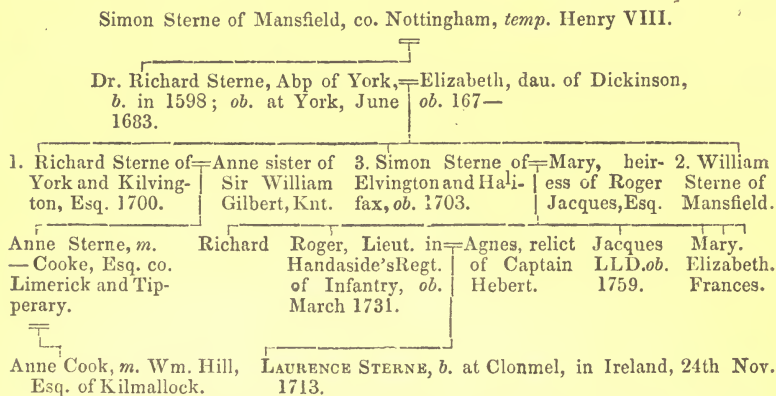 Simon Sterne of Mansfield, co. Nottingham, temp. Henry VIII.
Dr. Richard Sterne, Abp of York,
b. in 1598; ob. at York, June
1683.
Elizabeth, dau. of Dickinson,
ob. 167—
1. Richard Sterne of
York and Kilving-
ton, Esq. 1700.
Anne sister of
Sir William
Gilbert, Knt.
3. Simon Sterne of
Elvington and Hali-
fax, ob. 1703.
Mary, heir-
ess of Roger
Jacques, Esq.
2. William
Sterne of
Mansfield.
Anne Sterne, m.
— Cooke, Esq. co.
Limerick and Tip-
perary.
Richard
Roger, Lieut. in
Handaside's Regt.
of Infantry, ob.
March 1731.
Agnes, relict
of Captain
Hebert.
Jacques
LLD. ob.
1759.
Mary.
Elizabeth.
Frances.
Anne Cook, m. Wm. Hill,
Esq. of Kilmallock.
LAURENCE STERNE, b. at Clonmel, in Ireland, 24th Nov.
1713.